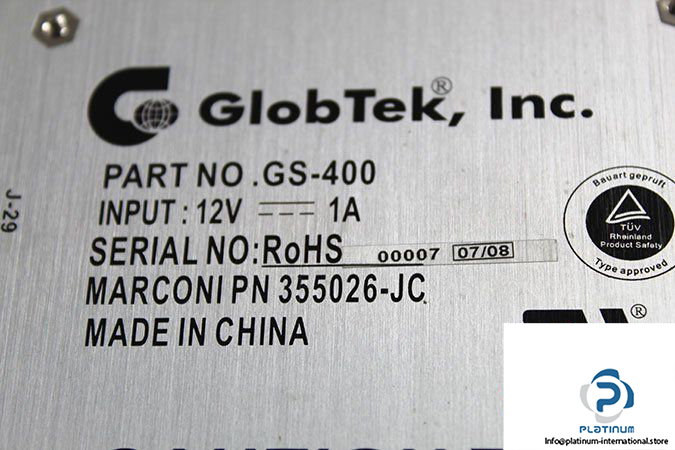 GlobTek,® Inc.
PART NO.GS-400
INPUT: 12V 1A
SERIAL NO:RoHS 00007 07/08
MARCONI PN 355026-JC
MADE IN CHINA
J-29
Bauart geprüft
TÜV
Rheinland
Product Safety
Type approved
®
PLATINUM
Info@platinum-international.store